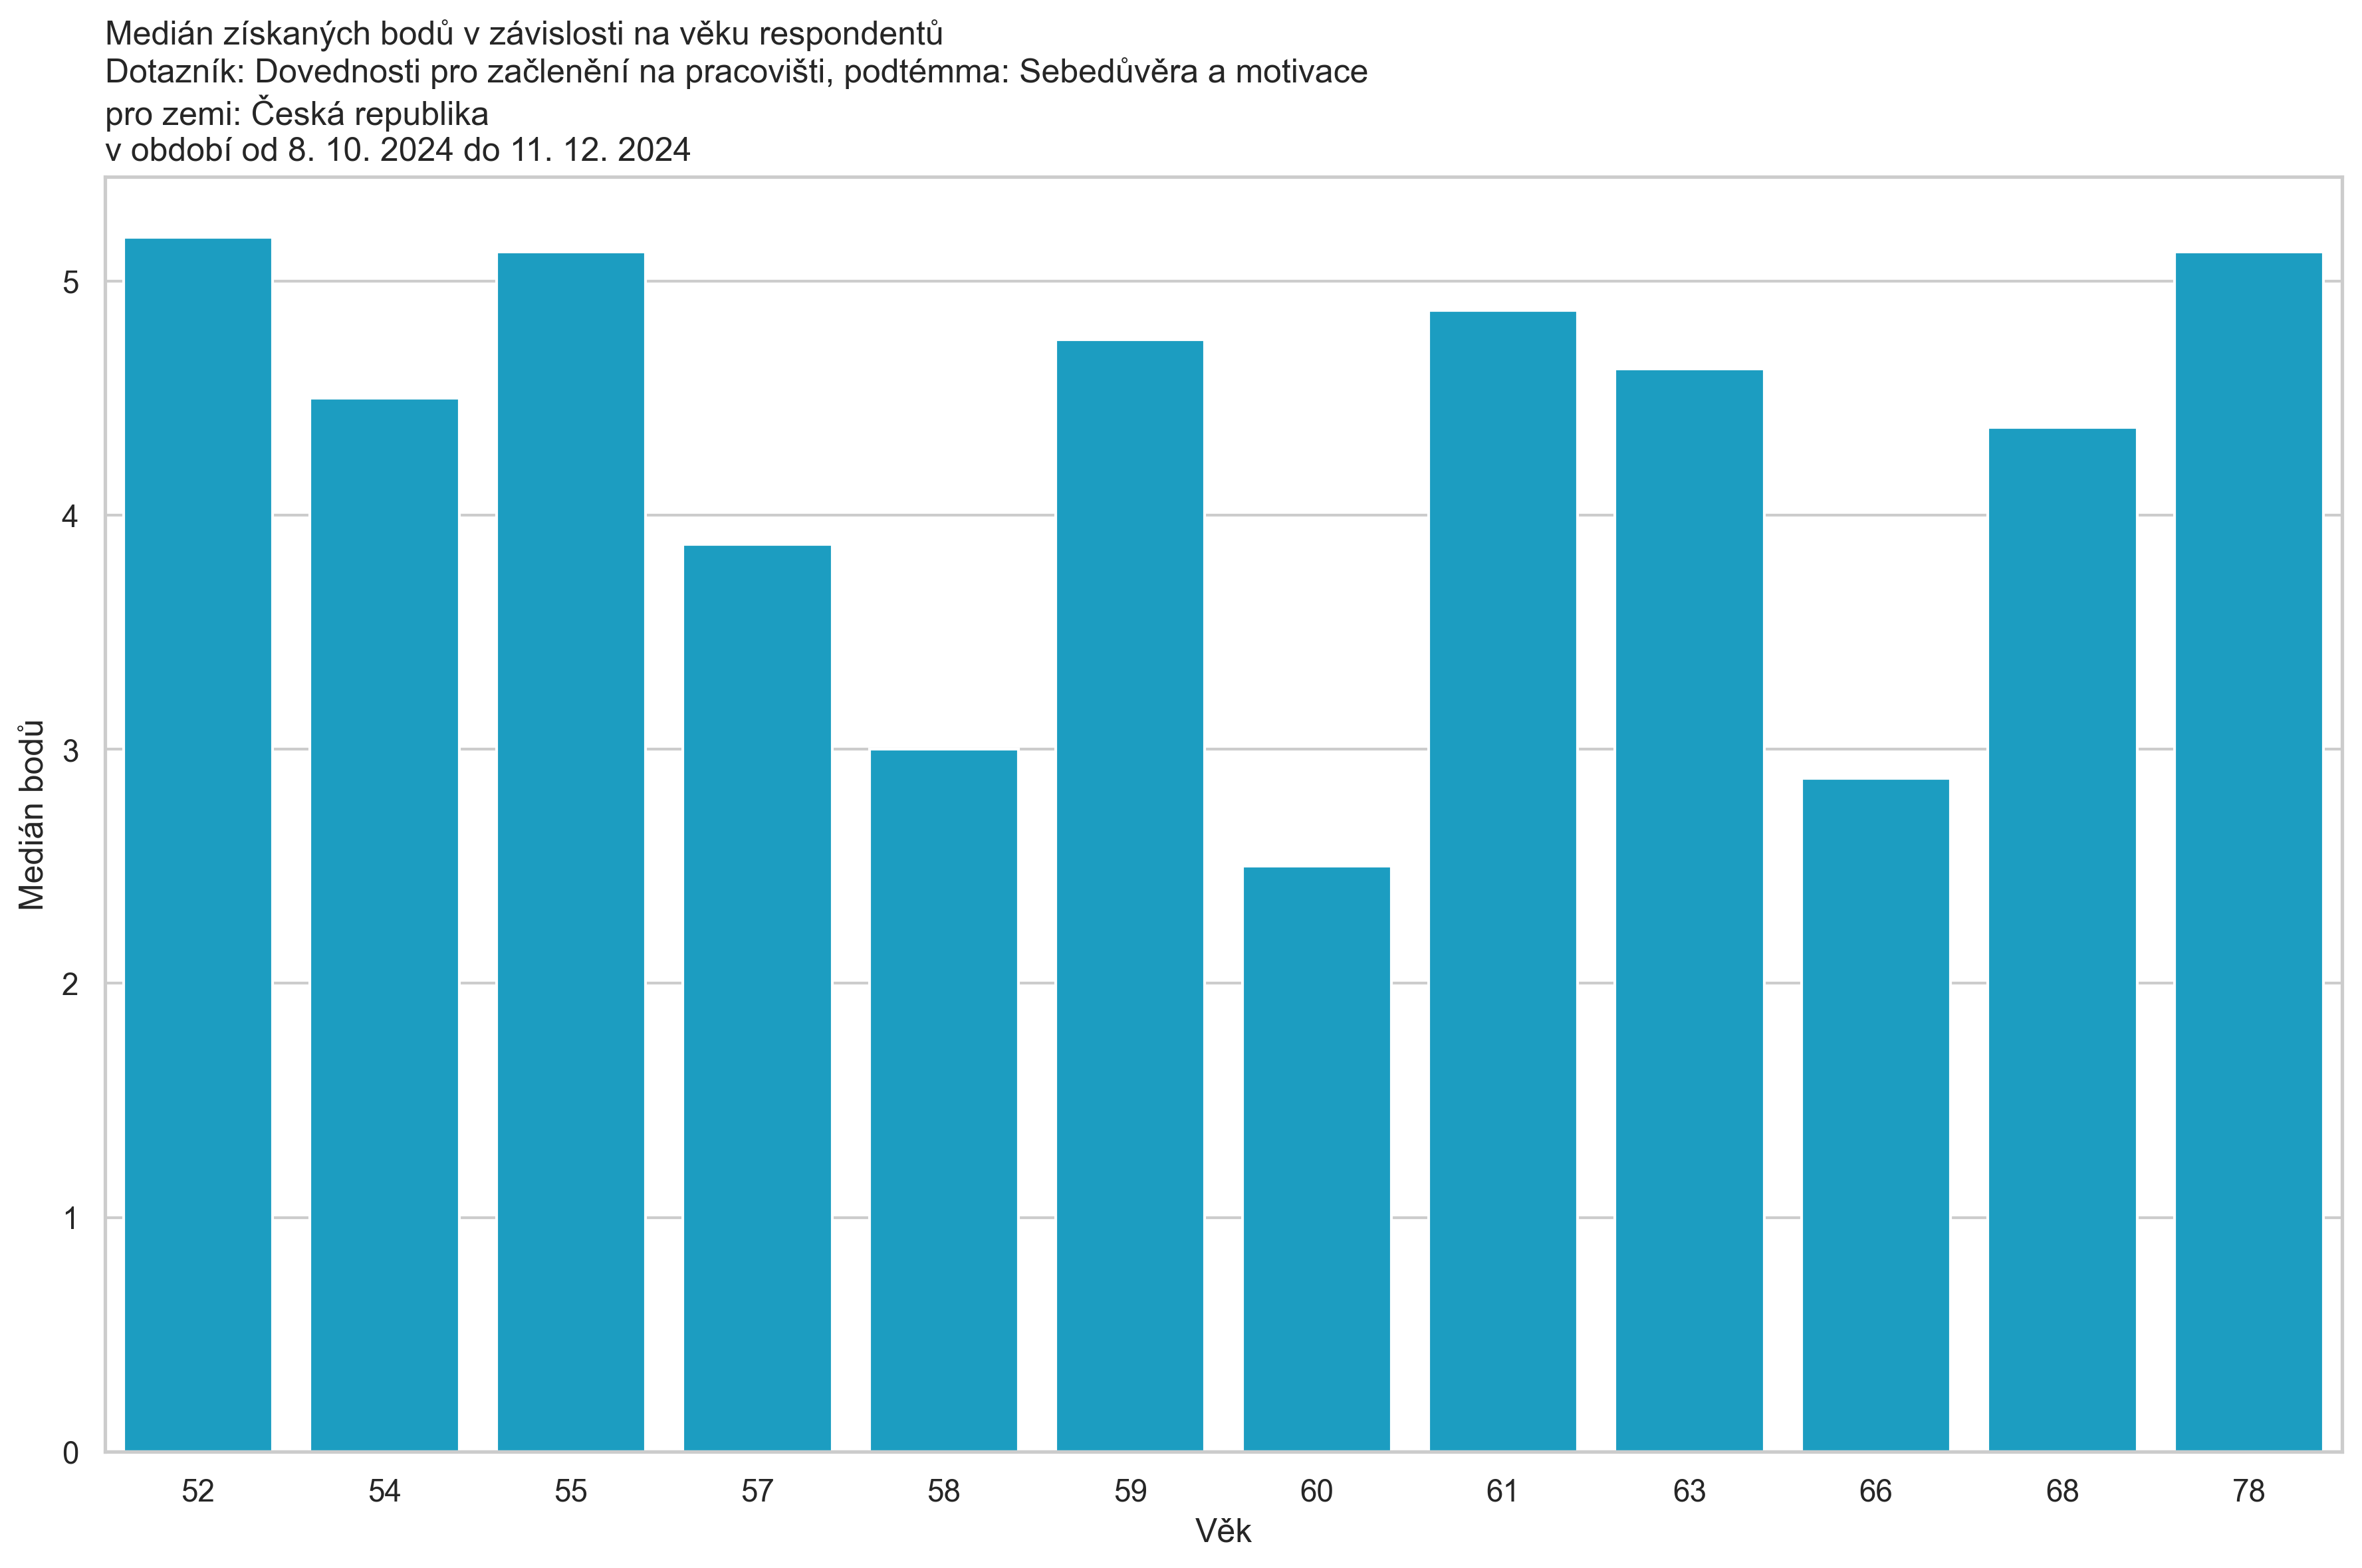 Medián získaných bodů v závislosti na věku respondentů
Dotazník: Dovednosti pro začlenění na pracovišti, podtémma: Sebedůvěra a motivace
pro zemi: Česká republika
v období od 8. 10. 2024 do 11. 12. 2024
5
4
3
2
1
0
Medián bodů
52 54 55 57 58 59 60 61 63 66 68 78
Věk